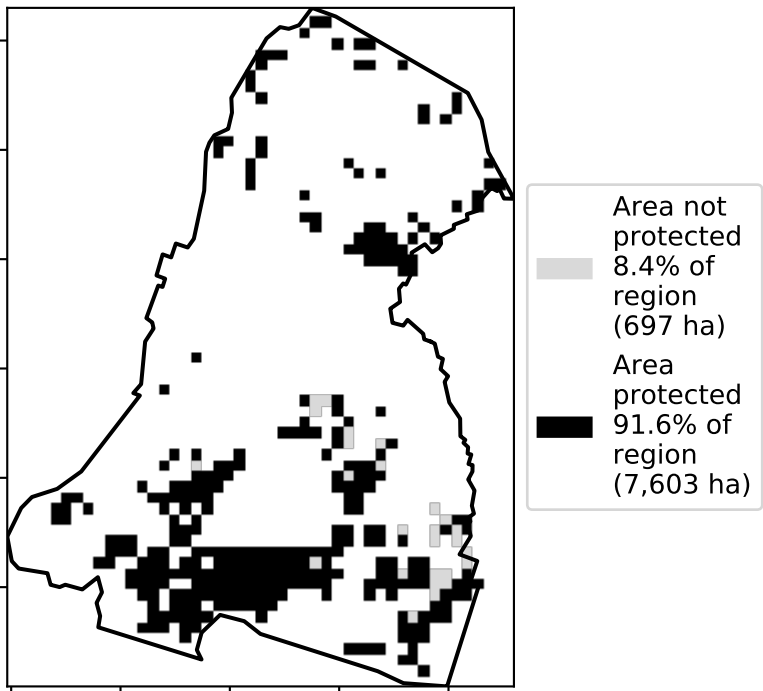 Area not
protected
8.4% of
region
(697 ha)
Area
protected
91.6% of
region
(7,603 ha)